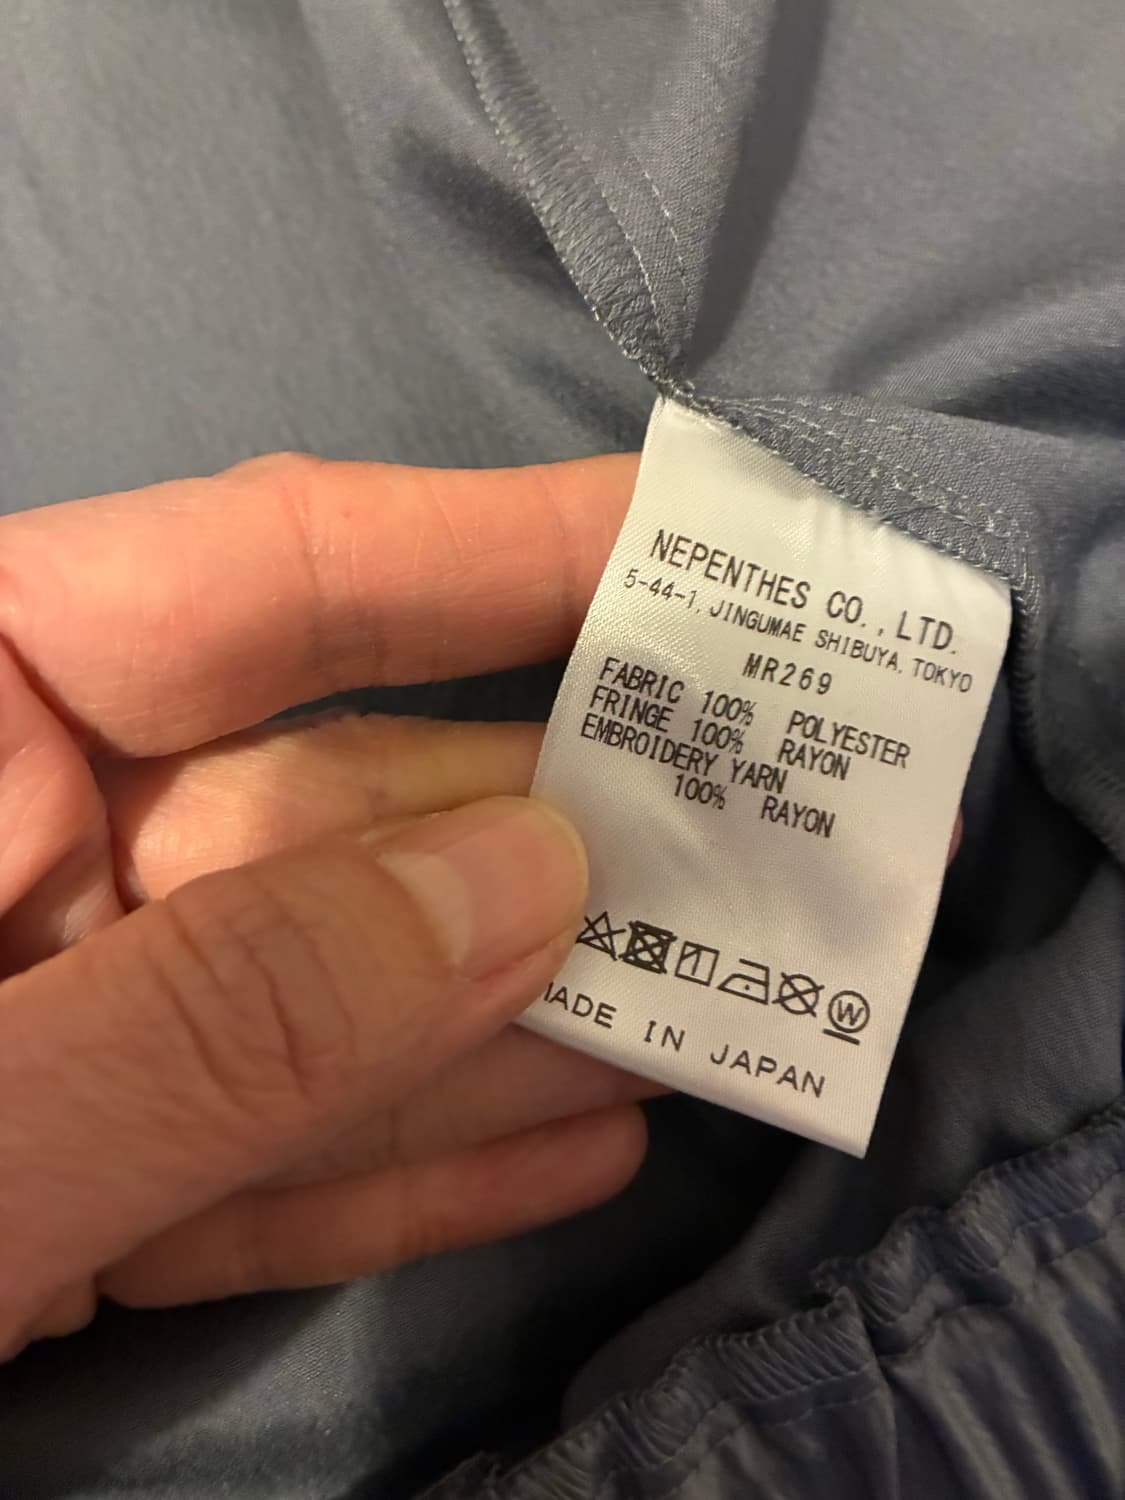 NEPENTHES CO.,LTD.
5-44-1, JINGUMAE SHIBUYA, TOKYO
MR269
FABRIC 100% POLYESTER
FRINGE 100% RAYON
EMBROIDERY YARN
100% RAYON
W
MADE IN JAPAN